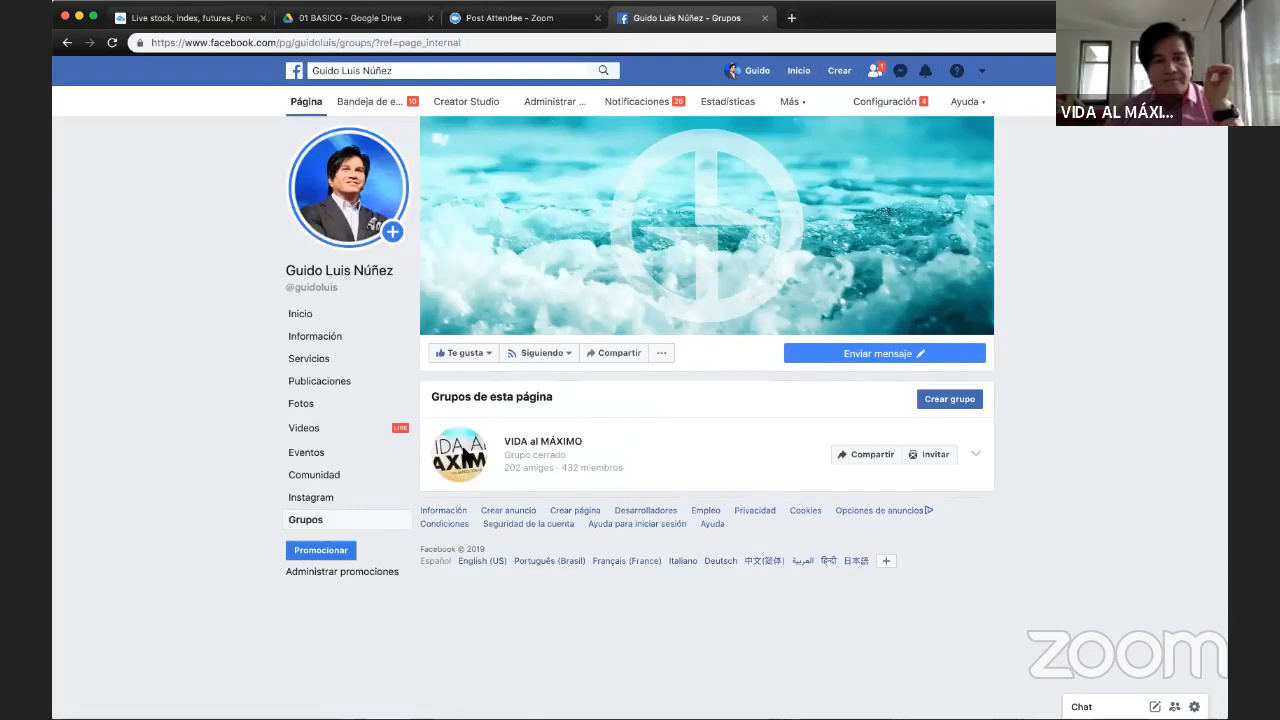 Live stock, index, futures, Fore
01 BASICO - Google Drive
Post Attendee - Zoom
Guido Luis Núñez - Grupos
https://www.facebook.com/pg/guidoluis/groups/?ref=page_internal
Guido Luis Núñez
Guido
Inicio
Crear
1
VIDA AL MÁXI...
Página
Bandeja de e... 10
Creator Studio
Administrar ...
Notificaciones 26
Estadísticas
Más
Configuración 4
Ayuda
Guido Luis Núñez
@guidoluis
Inicio
Información
Servicios
Publicaciones
Fotos
Videos LIVE
Eventos
Comunidad
Instagram
Grupos
Promocionar
Administrar promociones
Te gusta
Siguiendo
Compartir
Enviar mensaje
Grupos de esta página
Crear grupo
IDA A
AXIM
VIDA al MÁXIMO
Grupo cerrado
202 amigos · 432 miembros
Compartir
Invitar
Información Crear anuncio Crear página Desarrolladores Empleo Privacidad Cookies Opciones de anuncios
Condiciones Seguridad de la cuenta Ayuda para iniciar sesión Ayuda
Facebook © 2019
Español English (US) Português (Brasil) Français (France) Italiano Deutsch 中文(简体) العربية हिन्दी 日本語
zoom
Chat